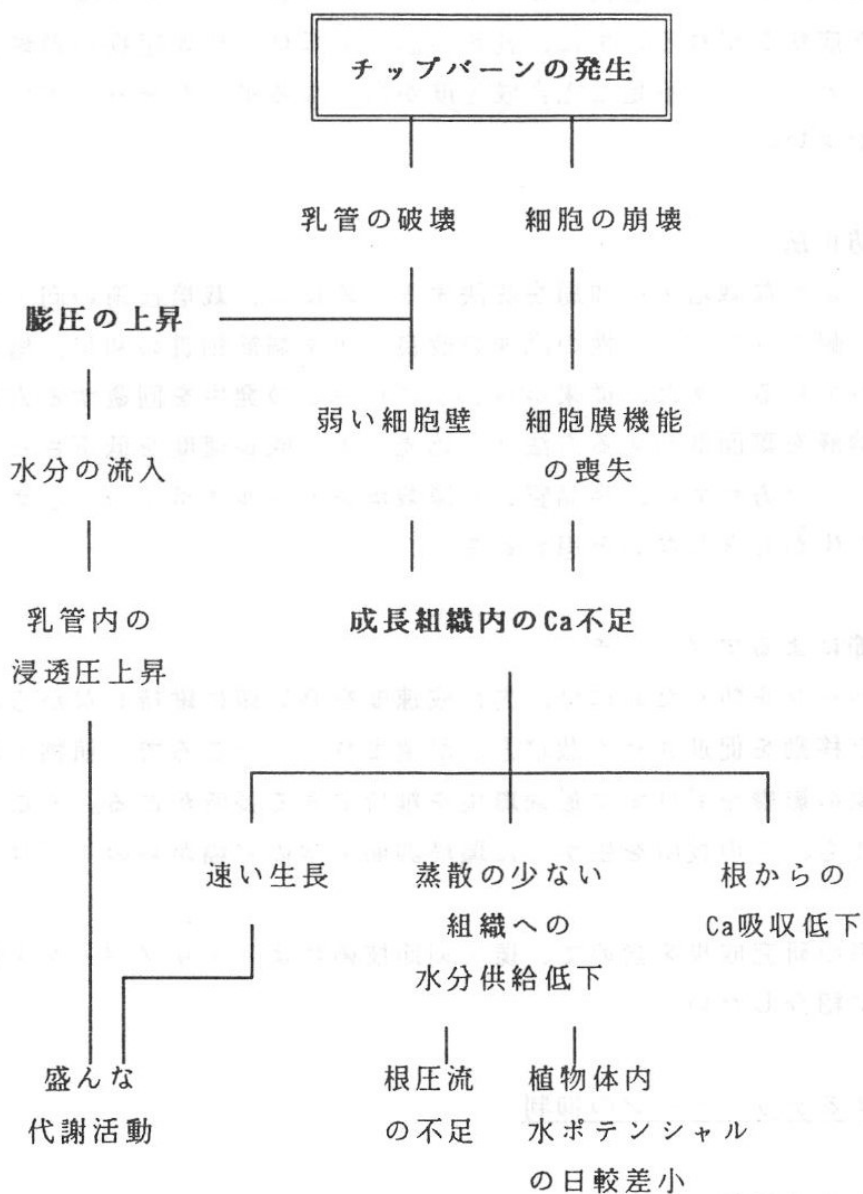 チップバーンの発生
乳管の破壊
細胞の崩壊
膨圧の上昇
弱い細胞壁
細胞膜機能
の喪失
水分の流入
乳管内の
浸透圧上昇
成長組織内のCa不足
速い生長
蒸散の少ない
組織への
水分供給低下
根からの
Ca吸収低下
盛んな
代謝活動
根圧流
の不足
植物体内
水ポテンシャル
の日較差小